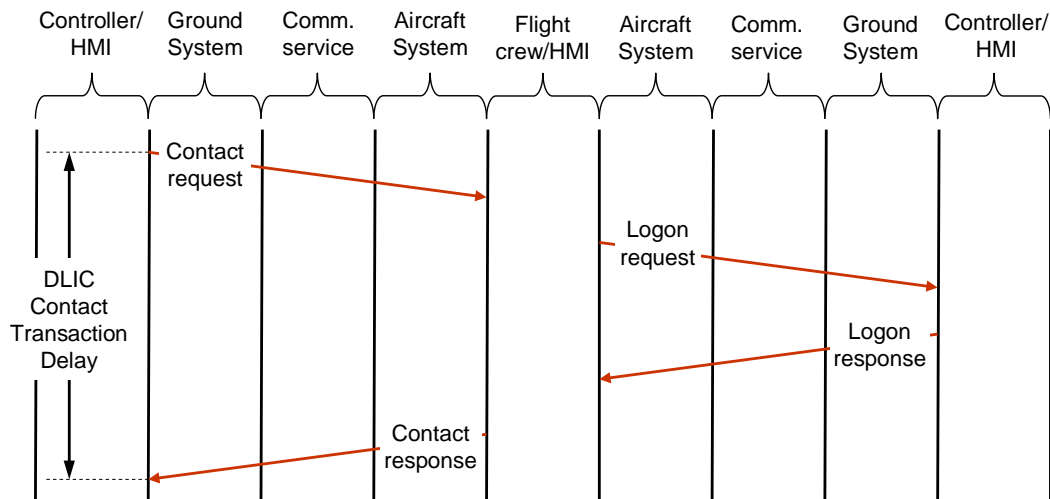 Controller/
HMI
Ground
System
Comm.
service
Aircraft
System
Flight
crew/HMI
Aircraft
System
Comm.
service
Ground
System
Controller/
HMI
Contact
request
Logon
request
DLIC
Contact
Transaction
Delay
Logon
response
Contact
response